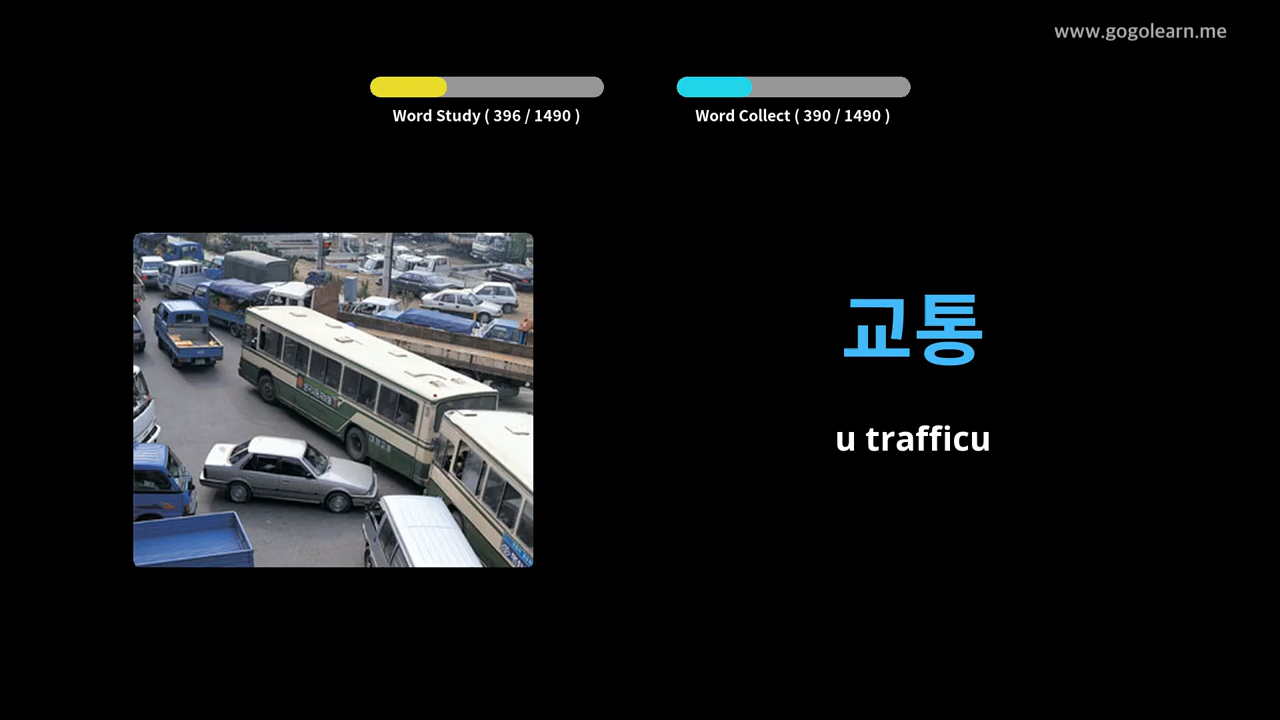 www.gogolearn.me
Word Study ( 396 / 1490 )
Word Collect ( 390 / 1490 )
교통
u trafficu